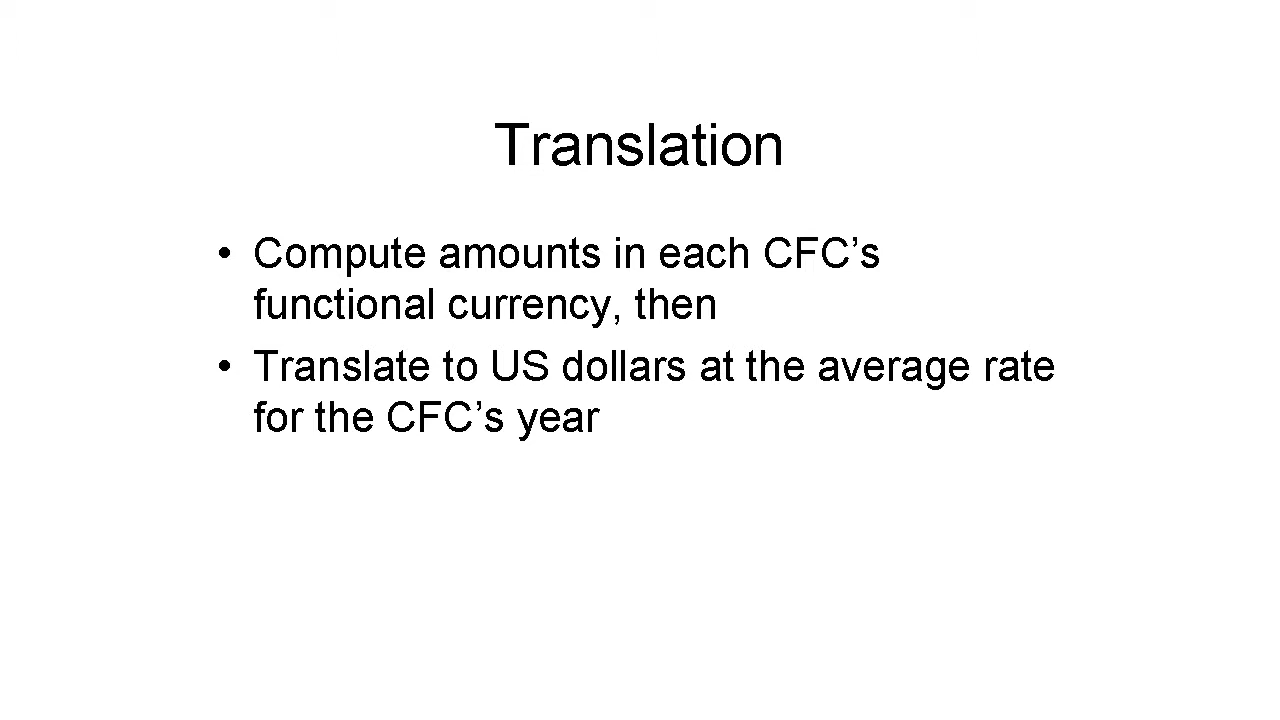 Translation
• Compute amounts in each CFC’s
functional currency, then
• Translate to US dollars at the average rate
for the CFC’s year